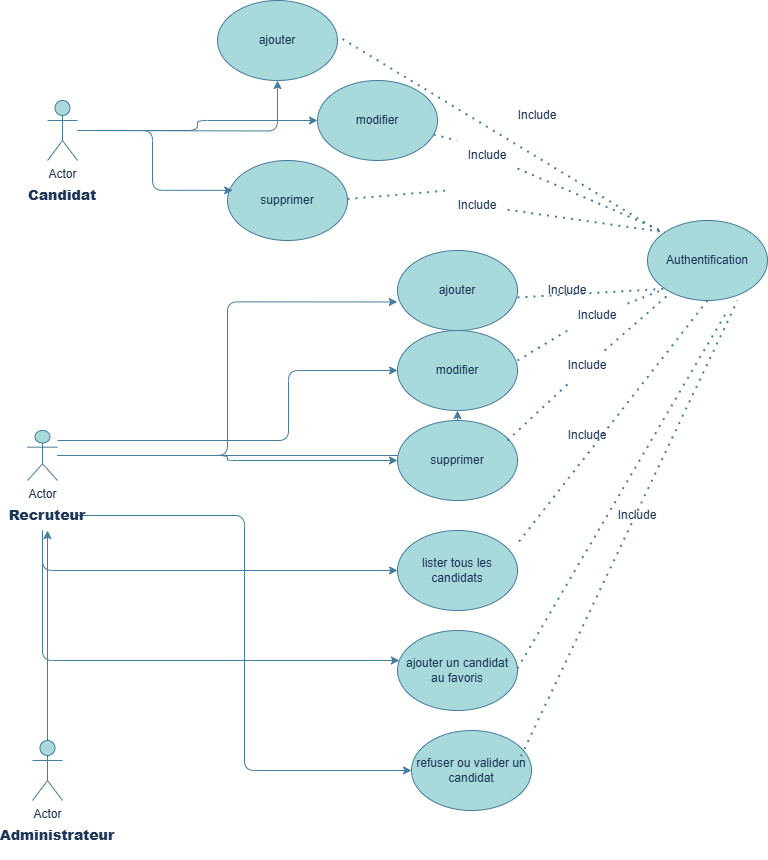 ajouter
Include
modifier
Include
Actor
Candidat
supprimer
Include
Authentification
ajouter
Include
Include
modifier
Include
Include
supprimer
Actor
Recruteur
Include
lister tous les
candidats
ajouter un candidat
au favoris
refuser ou valider un
candidat
Actor
Administrateur